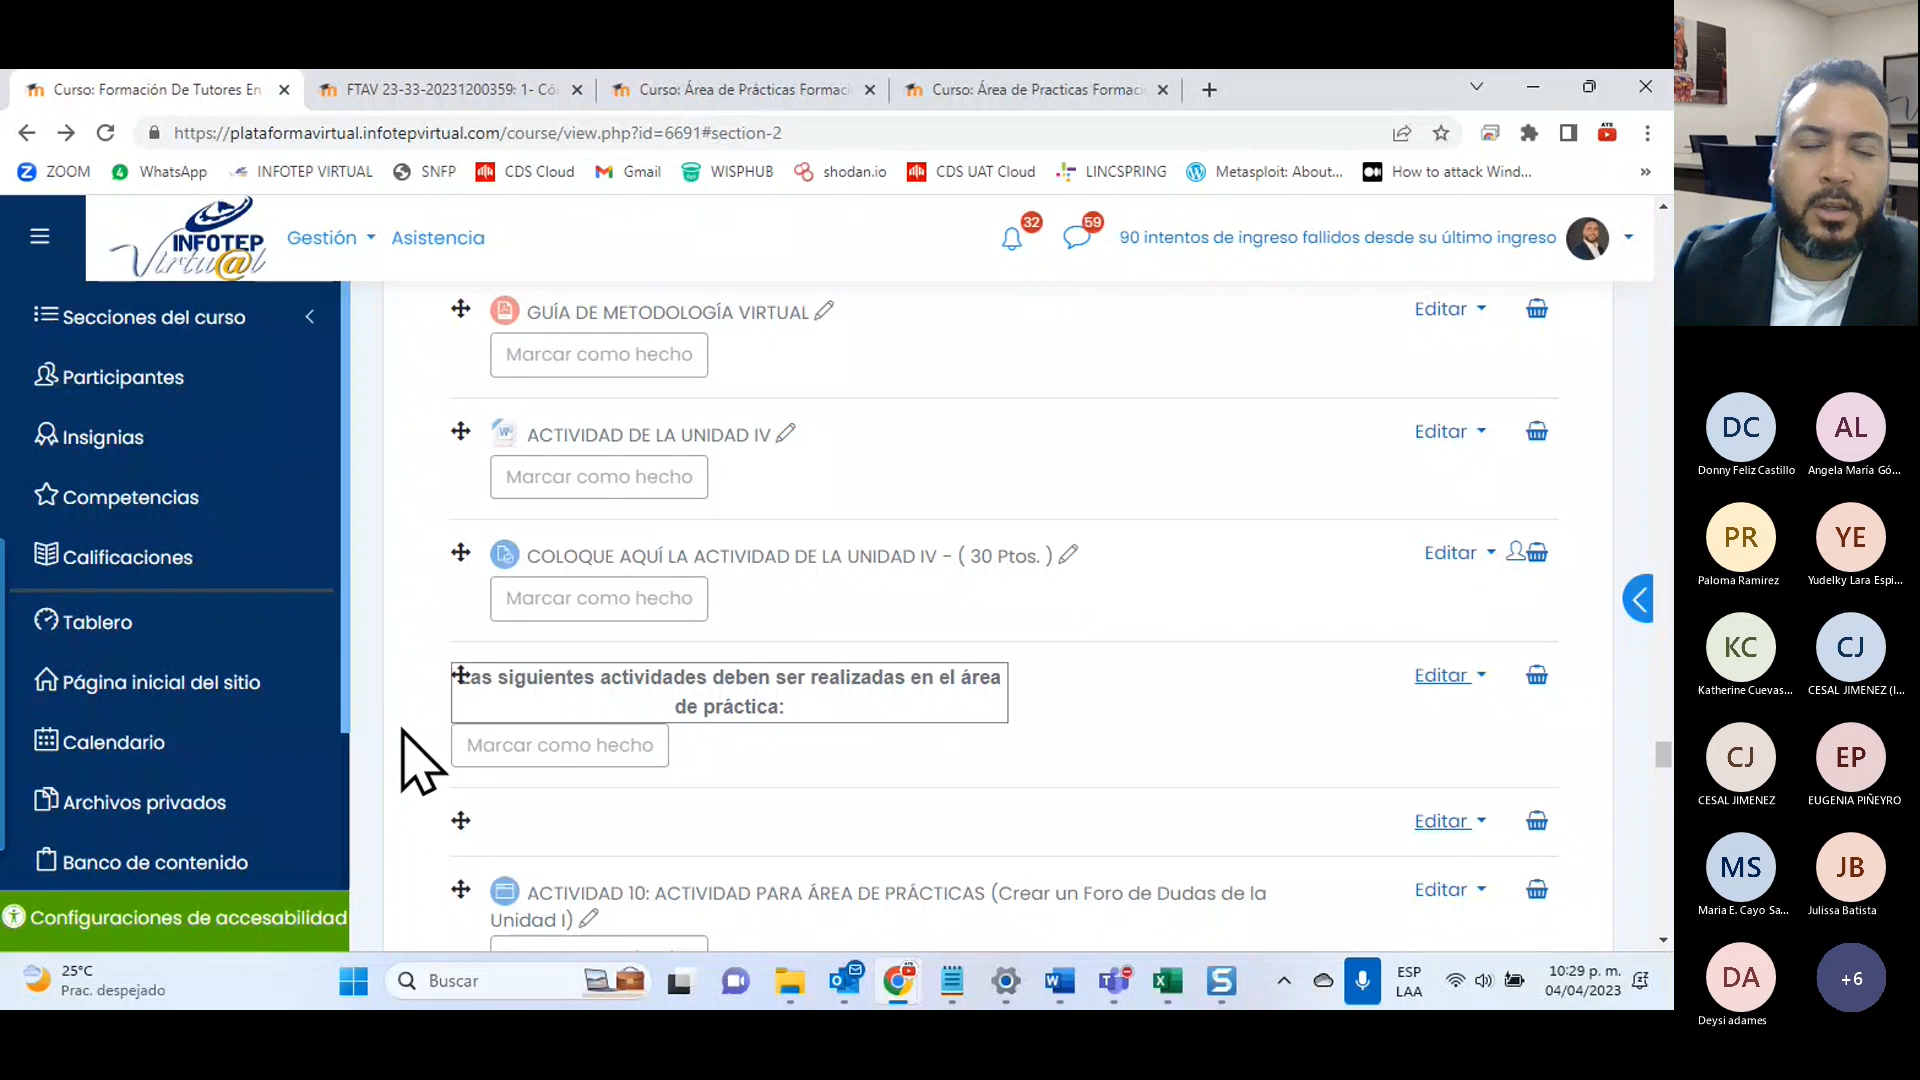 Curso: Formación De Tutores En
FTAV 23-33-20231200359: 1- Có
Curso: Área de Prácticas Formaci
Curso: Área de Practicas Formaci
https://plataformavirtual.infotepvirtual.com/course/view.php?id=6691#section-2
ZOOM
WhatsApp
INFOTEP VIRTUAL
SNFP
CDS Cloud
Gmail
WISPHUB
shodan.io
CDS UAT Cloud
LINCSPRING
Metasploit: About...
How to attack Wind...
»
INFOTEP
Virtu@l
Gestión
Asistencia
32
59
90 intentos de ingreso fallidos desde su último ingreso
Secciones del curso
Participantes
Insignias
Competencias
Calificaciones
Tablero
Página inicial del sitio
Calendario
Archivos privados
Banco de contenido
Configuraciones de accesabilidad
GUÍA DE METODOLOGÍA VIRTUAL
Editar
Marcar como hecho
ACTIVIDAD DE LA UNIDAD IV
Editar
Marcar como hecho
COLOQUE AQUÍ LA ACTIVIDAD DE LA UNIDAD IV - ( 30 Ptos. )
Editar
Marcar como hecho
Las siguientes actividades deben ser realizadas en el área
de práctica:
Editar
Marcar como hecho
Editar
ACTIVIDAD 10: ACTIVIDAD PARA ÁREA DE PRÁCTICAS (Crear un Foro de Dudas de la
Unidad I)
Editar
25°C
Prac. despejado
Buscar
ESP
LAA
10:29 p. m.
04/04/2023
DC
Donny Feliz Castillo
AL
Angela María Gó...
PR
Paloma Ramirez
YE
Yudelky Lara Espi...
KC
Katherine Cuevas...
CJ
CESAL JIMENEZ (I...
CJ
CESAL JIMENEZ
EP
EUGENIA PIÑEYRO
MS
Maria E. Cayo Sa...
JB
Julissa Batista
DA
Deysi adames
+6